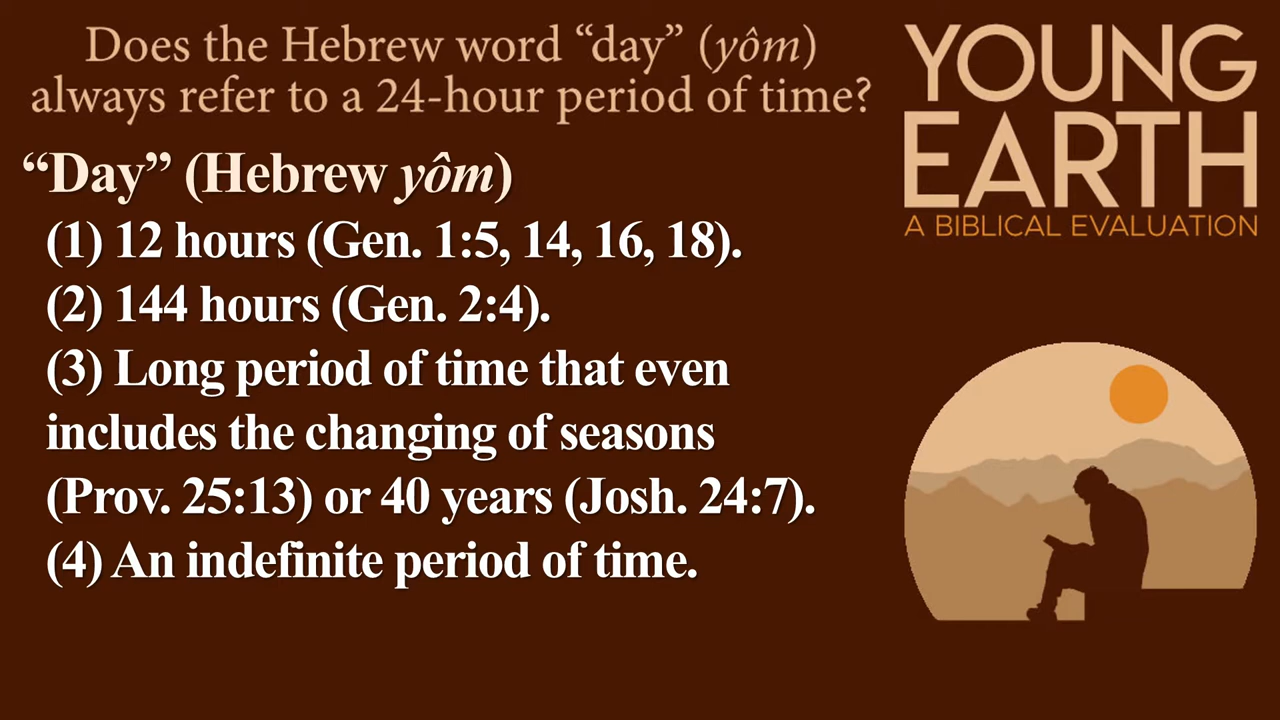 Does the Hebrew word “day” (yôm)
always refer to a 24-hour period of time?
YOUNG
EARTH
A BIBLICAL EVALUATION
“Day” (Hebrew yôm)
(1) 12 hours (Gen. 1:5, 14, 16, 18).
(2) 144 hours (Gen. 2:4).
(3) Long period of time that even
includes the changing of seasons
(Prov. 25:13) or 40 years (Josh. 24:7).
(4) An indefinite period of time.